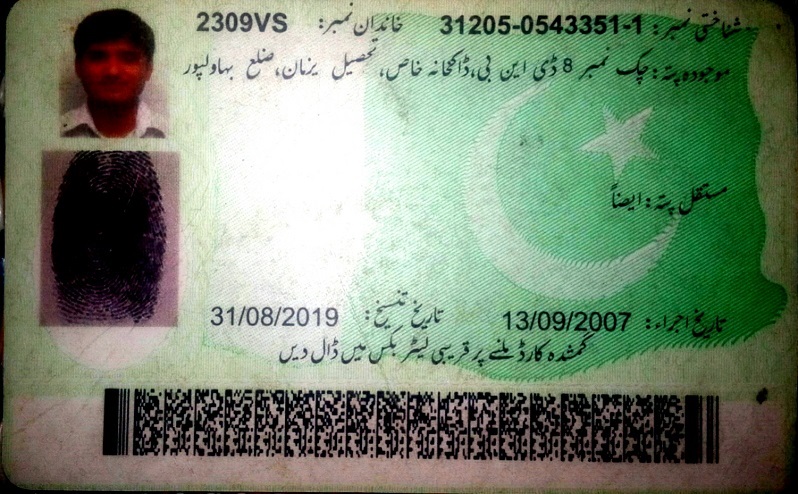 شناختی نمبر: 31205-0543351-1 خاندان نمبر: 2309VS
موجودہ پتہ: چک نمبر 8 ڈی این بی، ڈاکخانہ خاص، تحصیل یزمان، ضلع بہاولپور
مستقل پتہ: ایضاً
تاریخ اجراء: 13/09/2007 تاریخ تنسیخ: 31/08/2019
گمشدہ کارڈ ملنے پر قریبی لیٹر بکس میں ڈال دیں